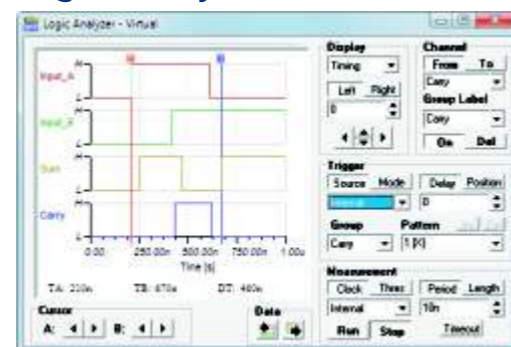 Logic Analyzer - Virtual
Input_A
H
L
Input_B
H
L
Sum
H
L
Carry
H
L
0.00 250.00n 500.00n 750.00n 1.00u
Time [s]
TA: 210n TB: 670n DT: 460n
Cursor
A: B:
Data
Display
Timing
Left Right
0
Channel
From To
Carry
Group Label
Carry
On Del
Trigger
Source Mode
Delay Position
Internal
0
Group Pattern
Carry
1 [X]
Measurement
Clock Thres
Period Length
Internal
10n
Run Stop
Timeout